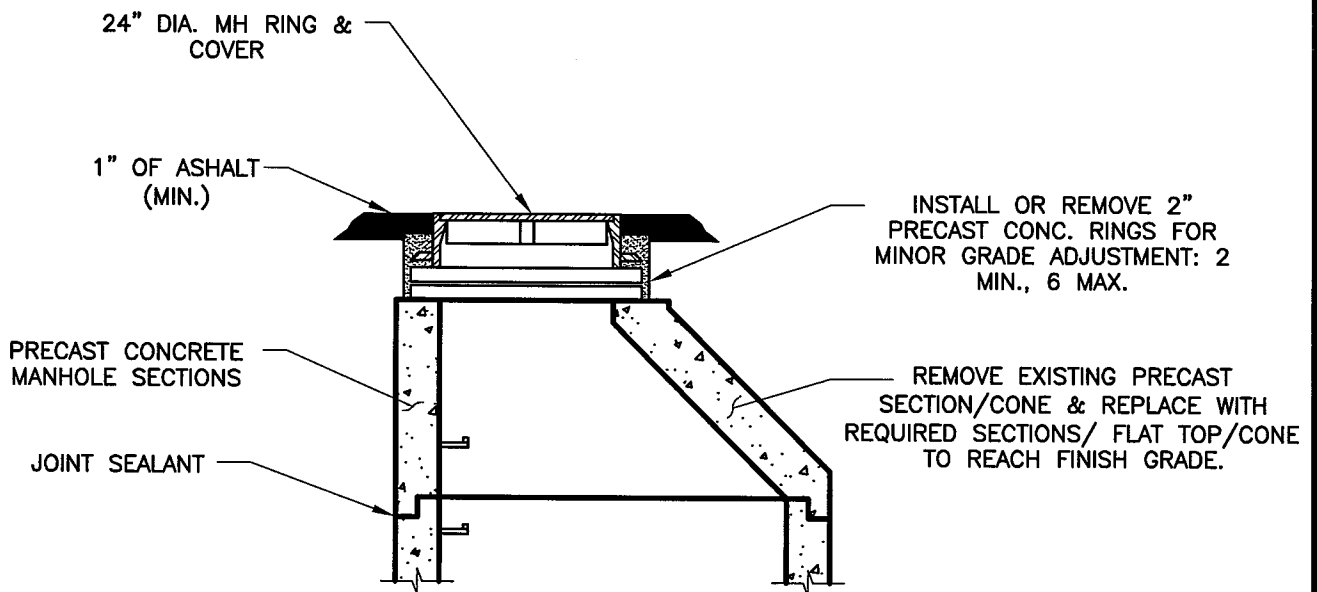 24" DIA. MH RING &
COVER
1" OF ASHALT
(MIN.)
INSTALL OR REMOVE 2"
PRECAST CONC. RINGS FOR
MINOR GRADE ADJUSTMENT: 2
MIN., 6 MAX.
PRECAST CONCRETE
MANHOLE SECTIONS
REMOVE EXISTING PRECAST
SECTION/CONE & REPLACE WITH
REQUIRED SECTIONS/ FLAT TOP/CONE
TO REACH FINISH GRADE.
JOINT SEALANT